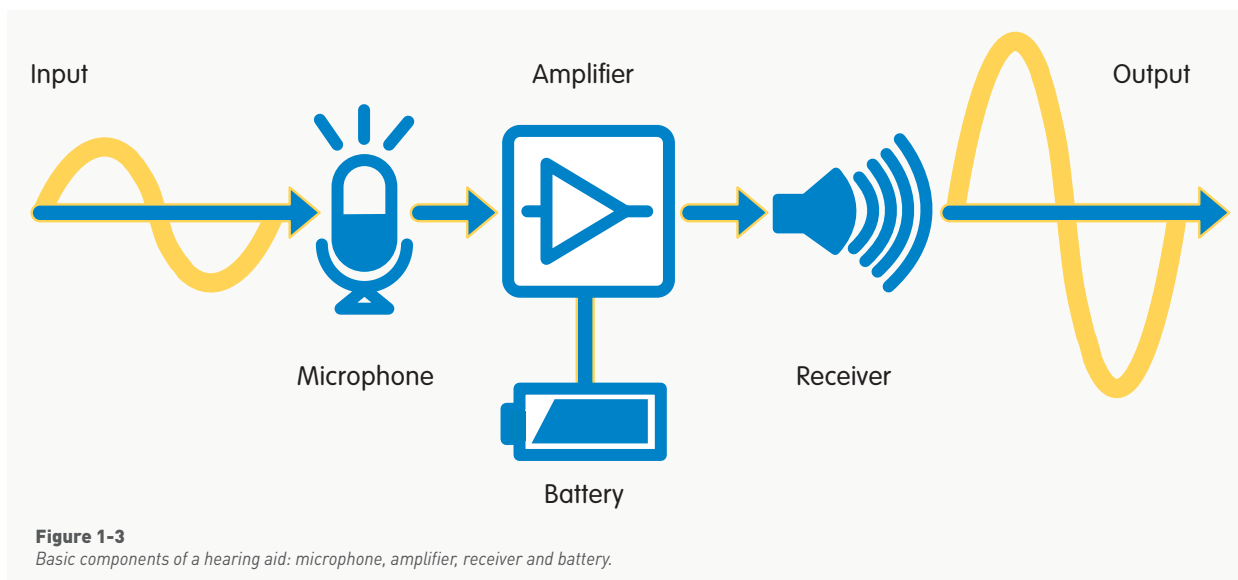 Input
Amplifier
Output
Microphone
Receiver
Battery
Figure 1-3
Basic components of a hearing aid: microphone, amplifier, receiver and battery.